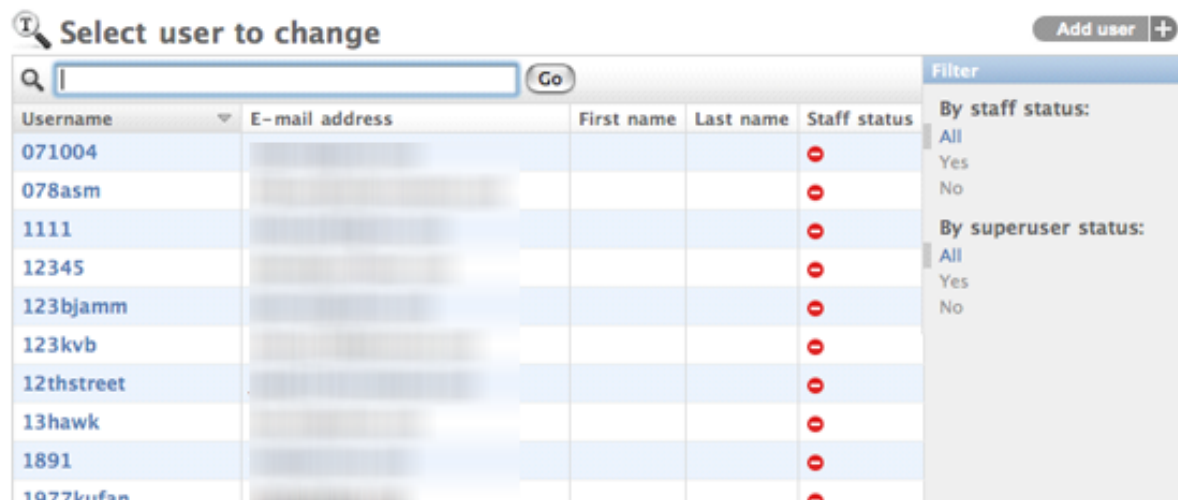 Select user to change
Add user
Go
Username E-mail address First name Last name Staff status
071004
078asm
1111
12345
123bjamm
123kvb
12thstreet
13hawk
1891
1977kufan
Filter
By staff status:
All
Yes
No
By superuser status:
All
Yes
No